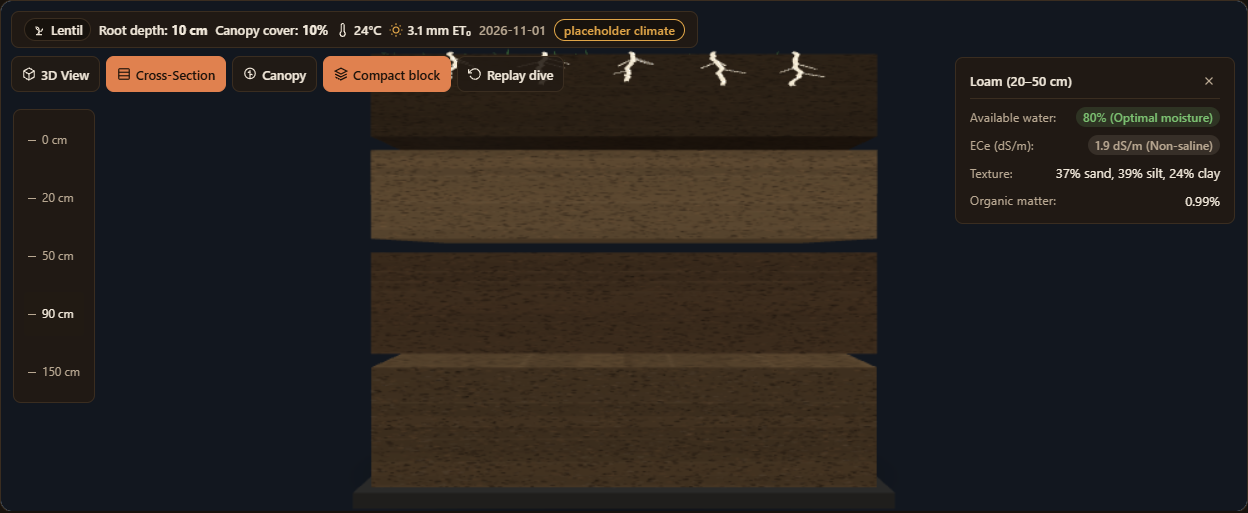 Lentil Root depth: 10 cm Canopy cover: 10% 24°C 3.1 mm ET₀ 2026-11-01 placeholder climate
3D View Cross-Section Canopy Compact block Replay dive
0 cm
20 cm
50 cm
90 cm
150 cm
Loam (20–50 cm) ×
Available water: 80% (Optimal moisture)
ECe (dS/m): 1.9 dS/m (Non-saline)
Texture: 37% sand, 39% silt, 24% clay
Organic matter: 0.99%